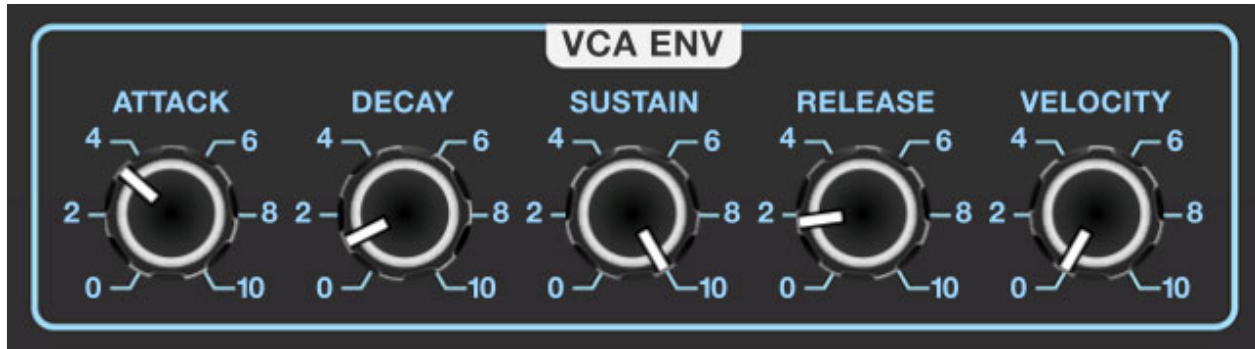 VCA ENV
ATTACK DECAY SUSTAIN RELEASE VELOCITY
4 6 4 6 4 6 4 6 4 6
2 8 2 8 2 8 2 8 2 8
0 10 0 10 0 10 0 10 0 10